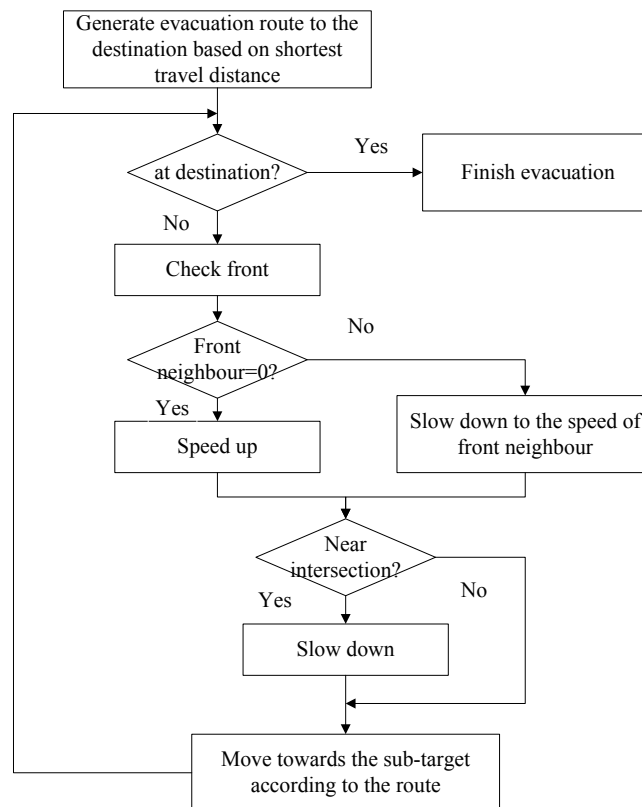 Generate evacuation route to the
destination based on shortest
travel distance
at destination?
Yes
Finish evacuation
No
Check front
Front
neighbour=0?
No
Yes
Speed up
Slow down to the speed of
front neighbour
Near
intersection?
Yes
No
Slow down
Move towards the sub-target
according to the route